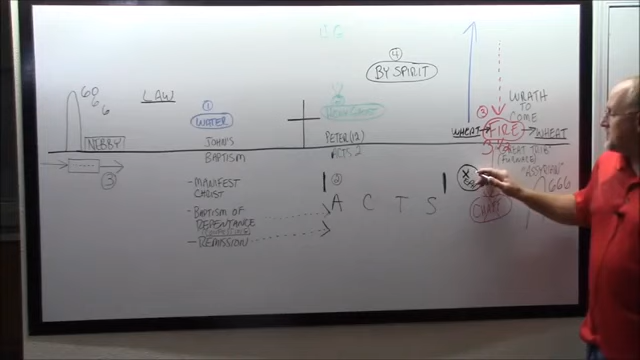 60
6
6
LAW
NEBBY
3
1
WATER
JOHN'S
BAPTISM
- MANIFEST
CHRIST
- BAPTISM OF
REPENTANCE
- REMISSION
PETER (12)
ACTS 2
2
A C T S
4
BY SPIRIT
WRATH
TO
COME
WHEAT
FIRE
WHEAT
3
"GREAT TRIB"
(FURNACE)
"ASSYRIAN"
666
CHAFF